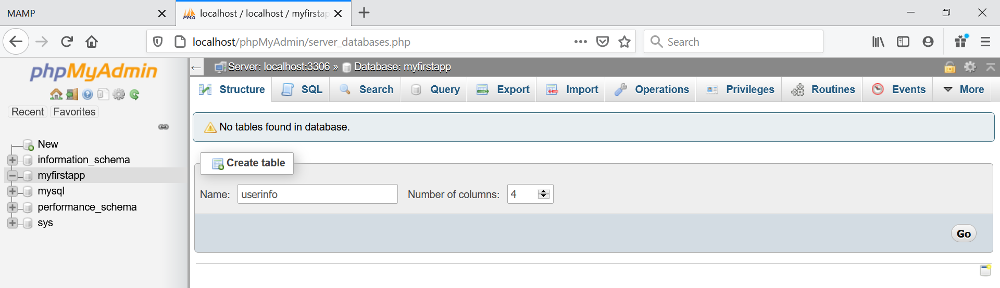 MAMP
PMA localhost / localhost / myfirstap
localhost/phpMyAdmin/server_databases.php
Search
phpMyAdmin
Recent Favorites
New
information_schema
myfirstapp
mysql
performance_schema
sys
Server: localhost:3306 » Database: myfirstapp
Structure SQL Search Query Export Import Operations Privileges Routines Events More
No tables found in database.
Create table
Name: userinfo Number of columns: 4
Go